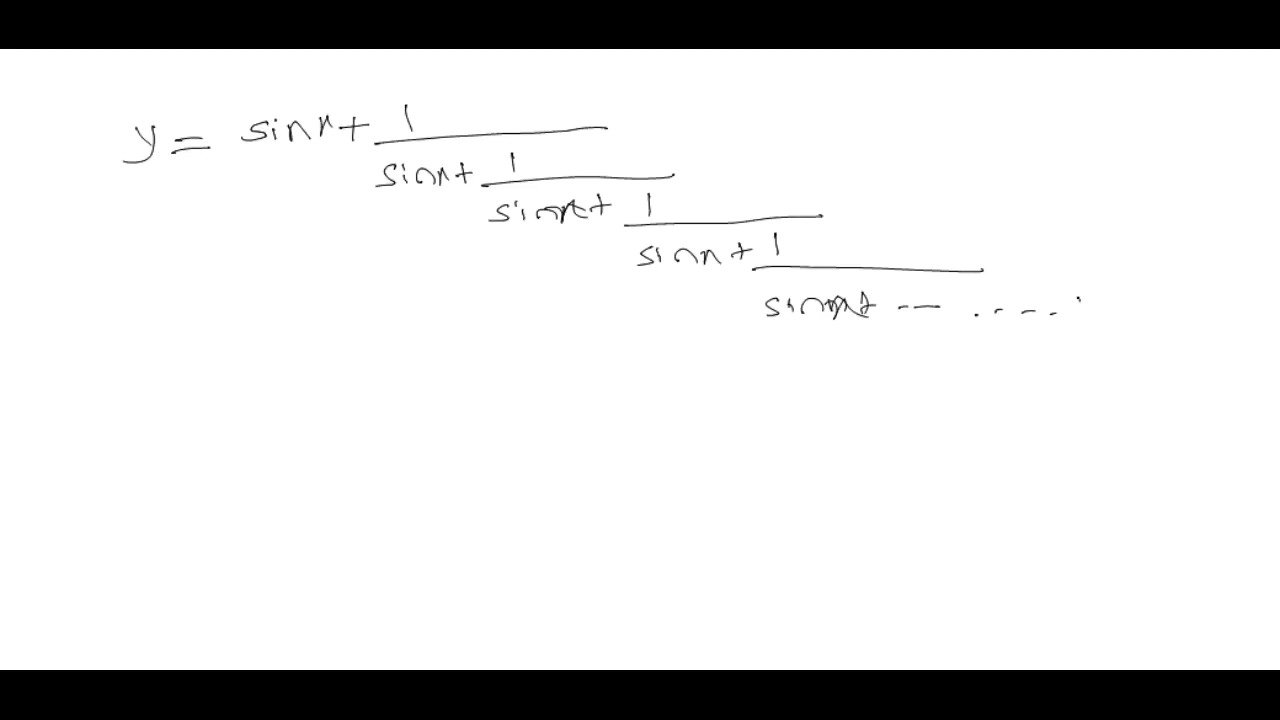 y = sinx + 1
sinx + 1
sinx + 1
sinx + 1
sinx + -- .----